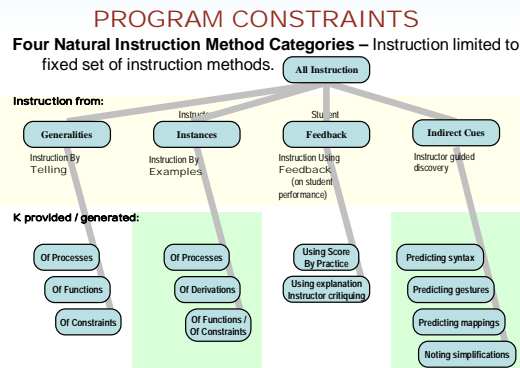 PROGRAM CONSTRAINTS
Four Natural Instruction Method Categories – Instruction limited to
fixed set of instruction methods.
All Instruction
Instruction from:
Student
Generalities
Instances
Feedback
Indirect Cues
Instruction By
Telling
Instruction By
Examples
Instruction Using
Feedback
(on student
performance)
Instructor guided
discovery
K provided / generated:
Of Processes
Of Functions
Of Constraints
Of Processes
Of Derivations
Of Functions /
Of Constraints
Using Score
By Practice
Using explanation
Instructor critiquing
Predicting syntax
Predicting gestures
Predicting mappings
Noting simplifications